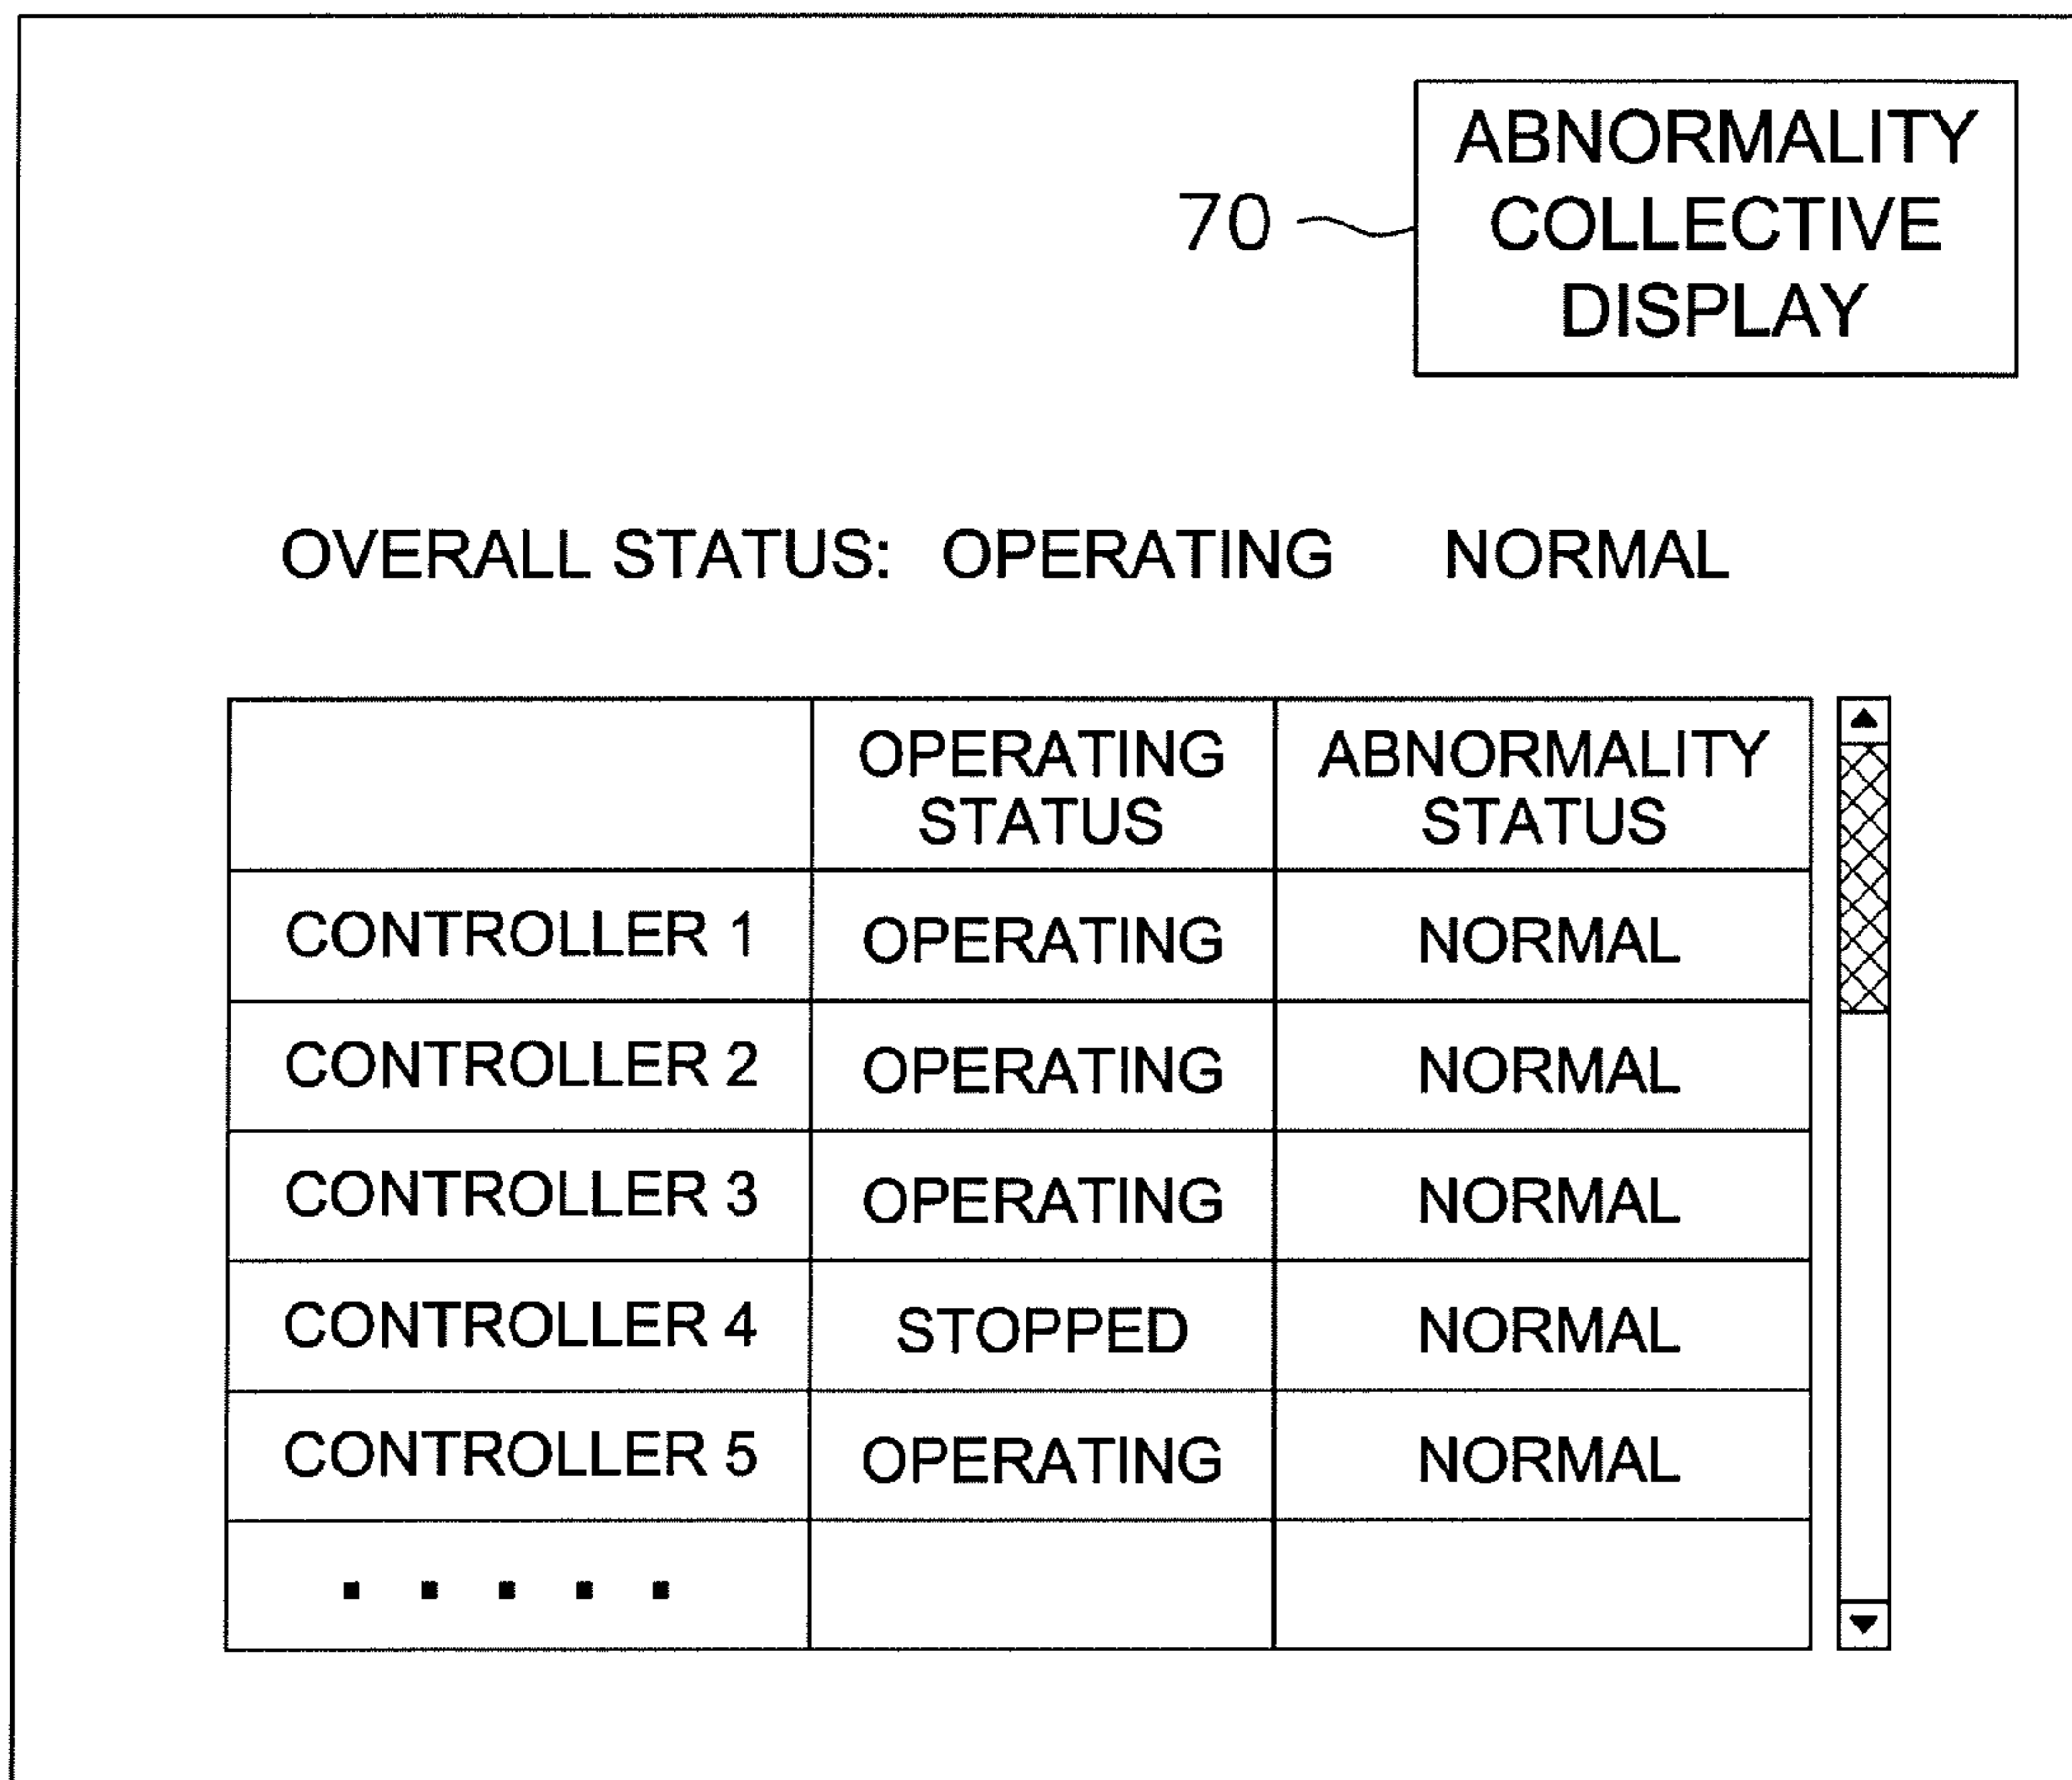 ABNORMALITY
COLLECTIVE
DISPLAY
70
OVERALL STATUS: OPERATING NORMAL
OPERATING STATUS ABNORMALITY STATUS
CONTROLLER 1 OPERATING NORMAL
CONTROLLER 2 OPERATING NORMAL
CONTROLLER 3 OPERATING NORMAL
CONTROLLER 4 STOPPED NORMAL
CONTROLLER 5 OPERATING NORMAL
. . . . .